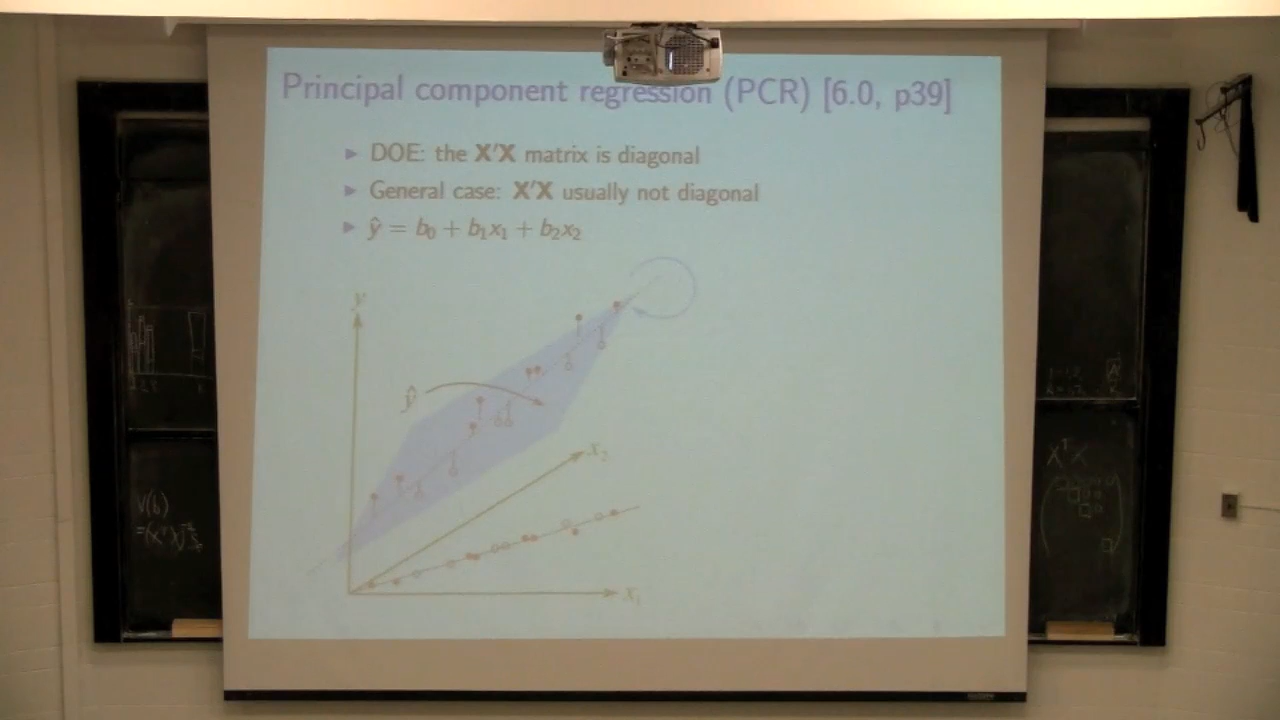 Principal component regression (PCR) [6.0, p39]
▶ DOE: the X′X matrix is diagonal
▶ General case: X′X usually not diagonal
▶ ŷ = b₀ + b₁x₁ + b₂x₂
y
ŷ
x₂
x₁
V(b)
XᵀX